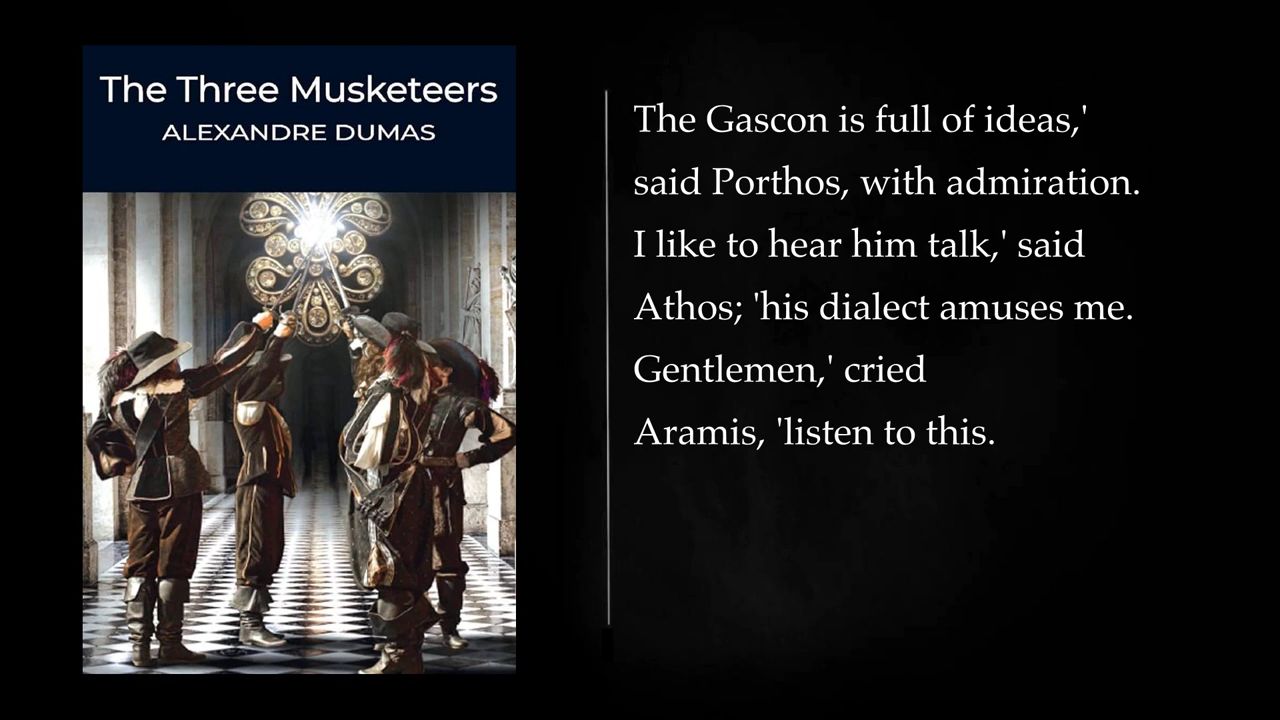 The Three Musketeers
ALEXANDRE DUMAS
The Gascon is full of ideas,'
said Porthos, with admiration.
I like to hear him talk,' said
Athos; 'his dialect amuses me.
Gentlemen,' cried
Aramis, 'listen to this.